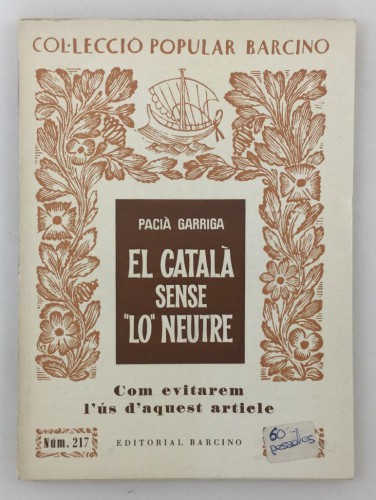 COL·LECCIÓ POPULAR BARCINO
PACIÀ GARRIGA
EL CATALÀ
SENSE
"LO" NEUTRE
Com evitarem
l'ús d'aquest article
Núm. 217
EDITORIAL BARCINO
60